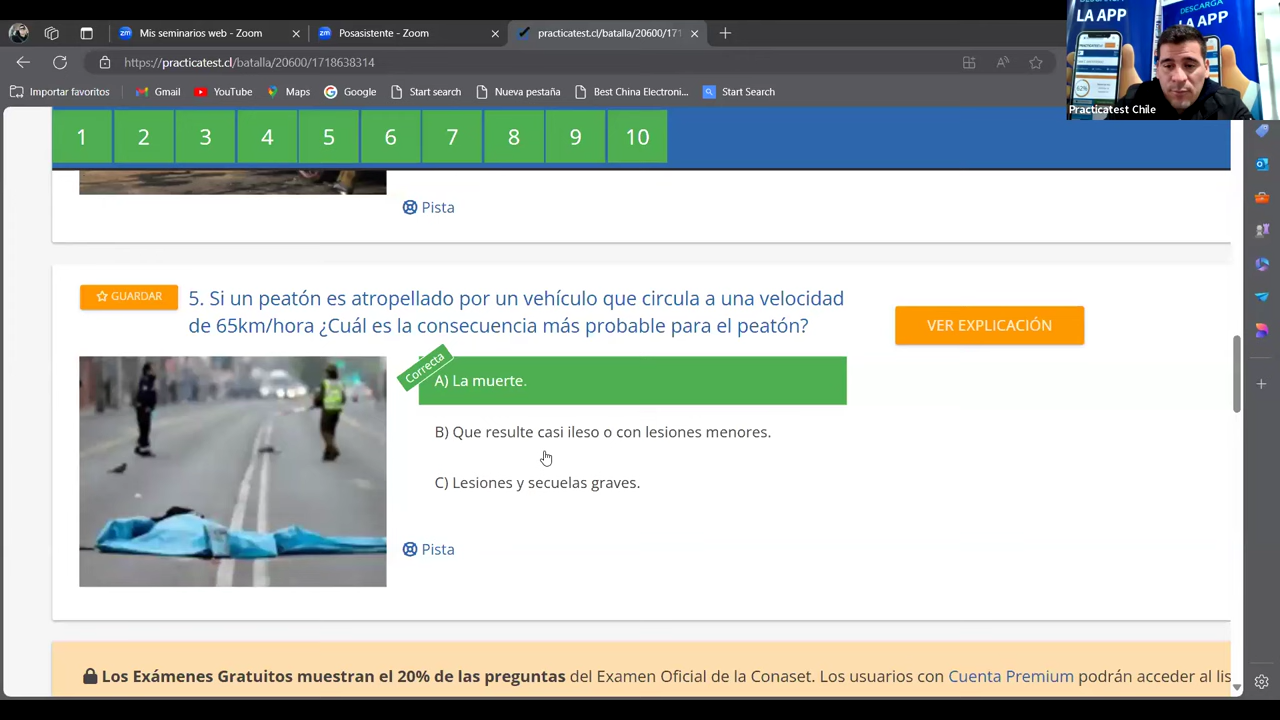 Mis seminarios web - Zoom
Posasistente - Zoom
practicatest.cl/batalla/20600/171
https://practicatest.cl/batalla/20600/1718638314
Importar favoritos
Gmail
YouTube
Maps
Google
Start search
Nueva pestaña
Best China Electroni...
Start Search
DESCARGA
LA APP
LA APP
62%
Practicatest Chile
1 2 3 4 5 6 7 8 9 10
Pista
GUARDAR
5. Si un peatón es atropellado por un vehículo que circula a una velocidad
de 65km/hora ¿Cuál es la consecuencia más probable para el peatón?
VER EXPLICACIÓN
Correcta
A) La muerte.
B) Que resulte casi ileso o con lesiones menores.
C) Lesiones y secuelas graves.
Pista
Los Exámenes Gratuitos muestran el 20% de las preguntas del Examen Oficial de la Conaset. Los usuarios con Cuenta Premium podrán acceder al lis